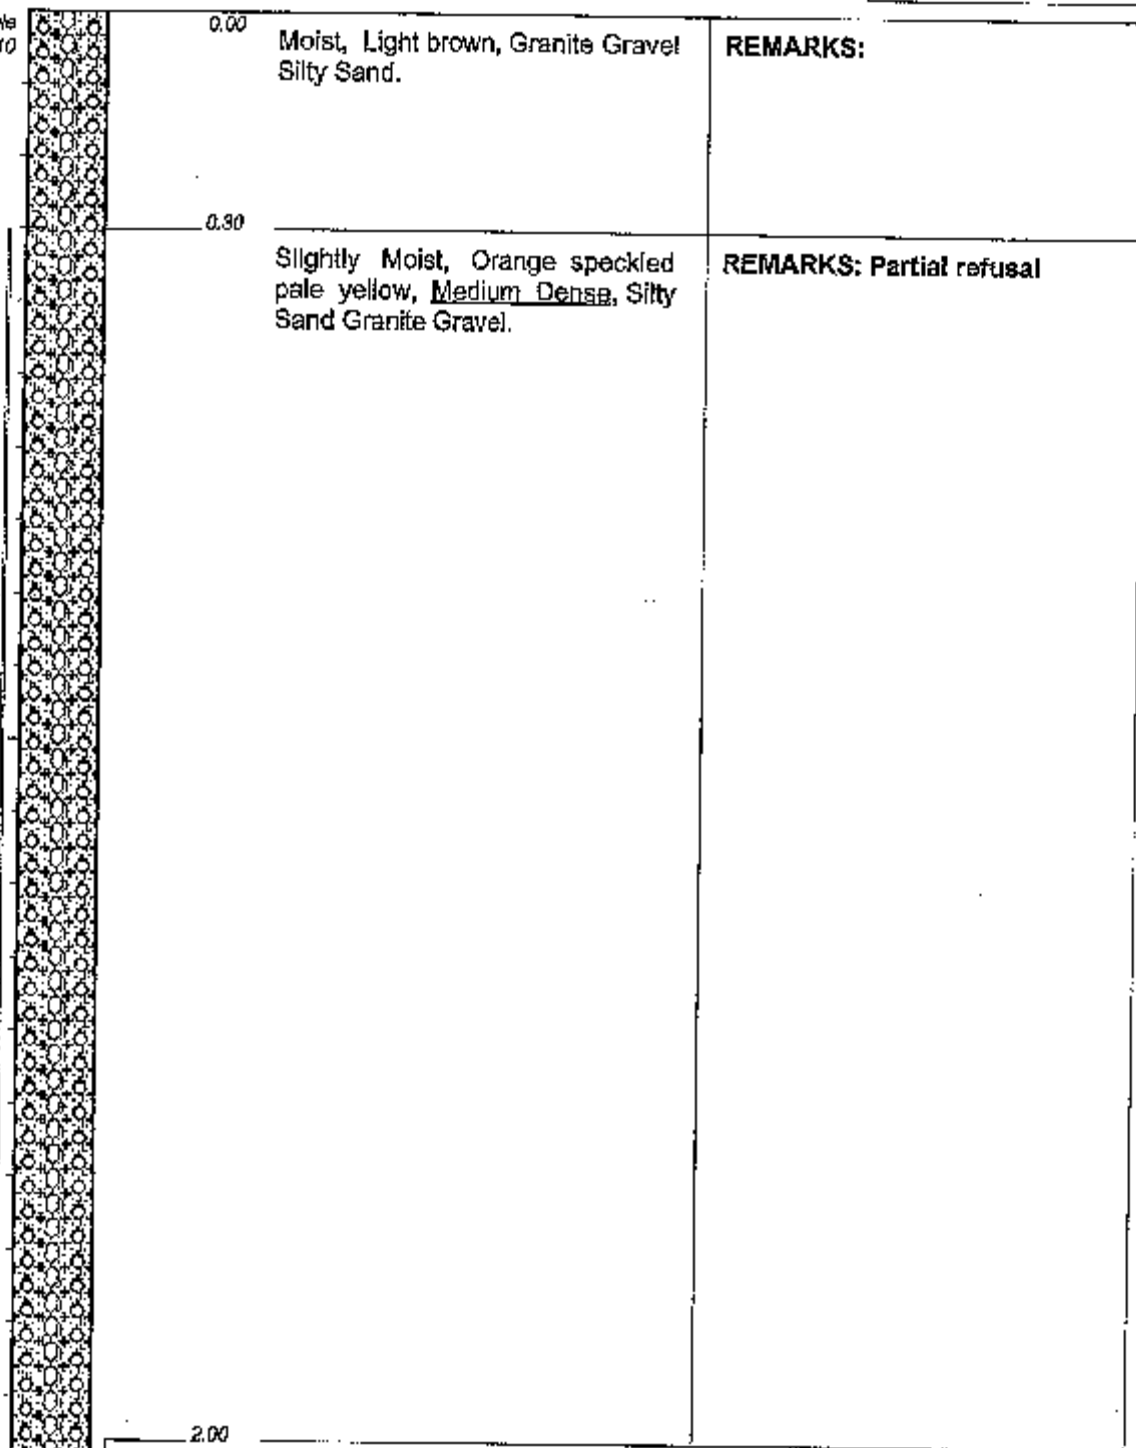 0.00
Moist, Light brown, Granite Gravel
Silty Sand.
REMARKS:
0.30
Slightly Moist, Orange speckled
pale yellow, Medium Dense, Silty
Sand Granite Gravel.
REMARKS: Partial refusal
2.00